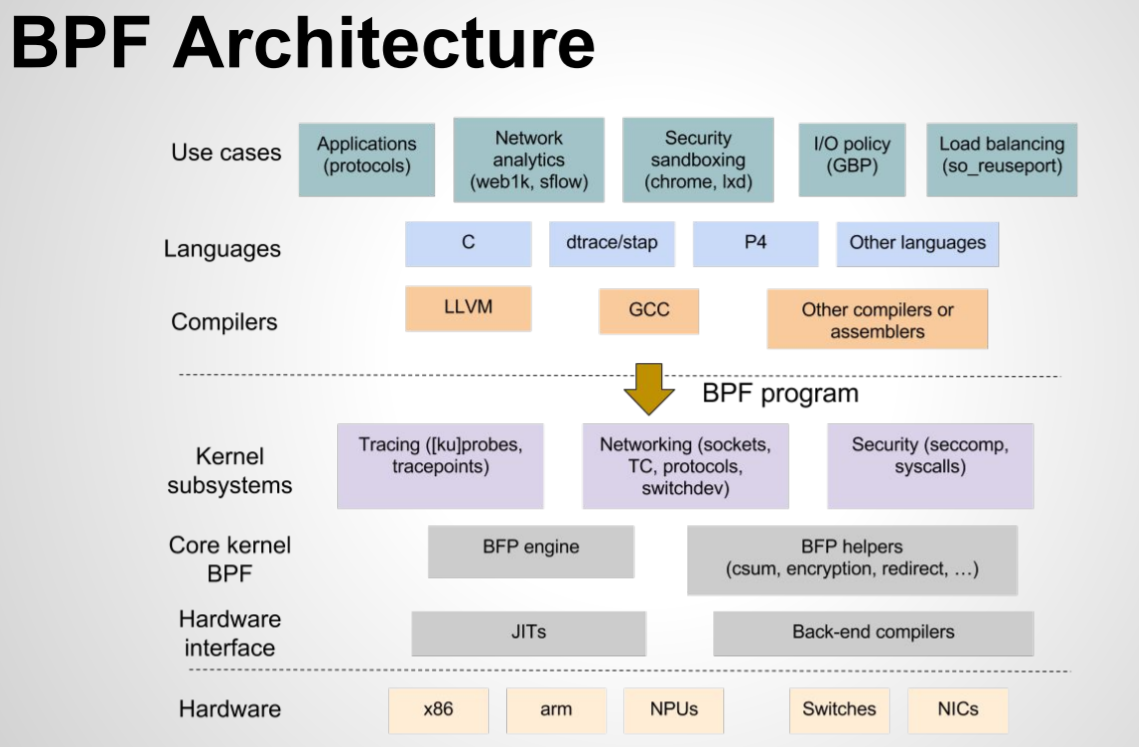 BPF Architecture
Use cases
Applications
(protocols)
Network
analytics
(web1k, sflow)
Security
sandboxing
(chrome, lxd)
I/O policy
(GBP)
Load balancing
(so_reuseport)
Languages
C
dtrace/stap
P4
Other languages
Compilers
LLVM
GCC
Other compilers or
assemblers
BPF program
Kernel
subsystems
Tracing ([ku]probes,
tracepoints)
Networking (sockets,
TC, protocols,
switchdev)
Security (seccomp,
syscalls)
Core kernel
BPF
BFP engine
BFP helpers
(csum, encryption, redirect, …)
Hardware
interface
JITs
Back-end compilers
Hardware
x86
arm
NPUs
Switches
NICs